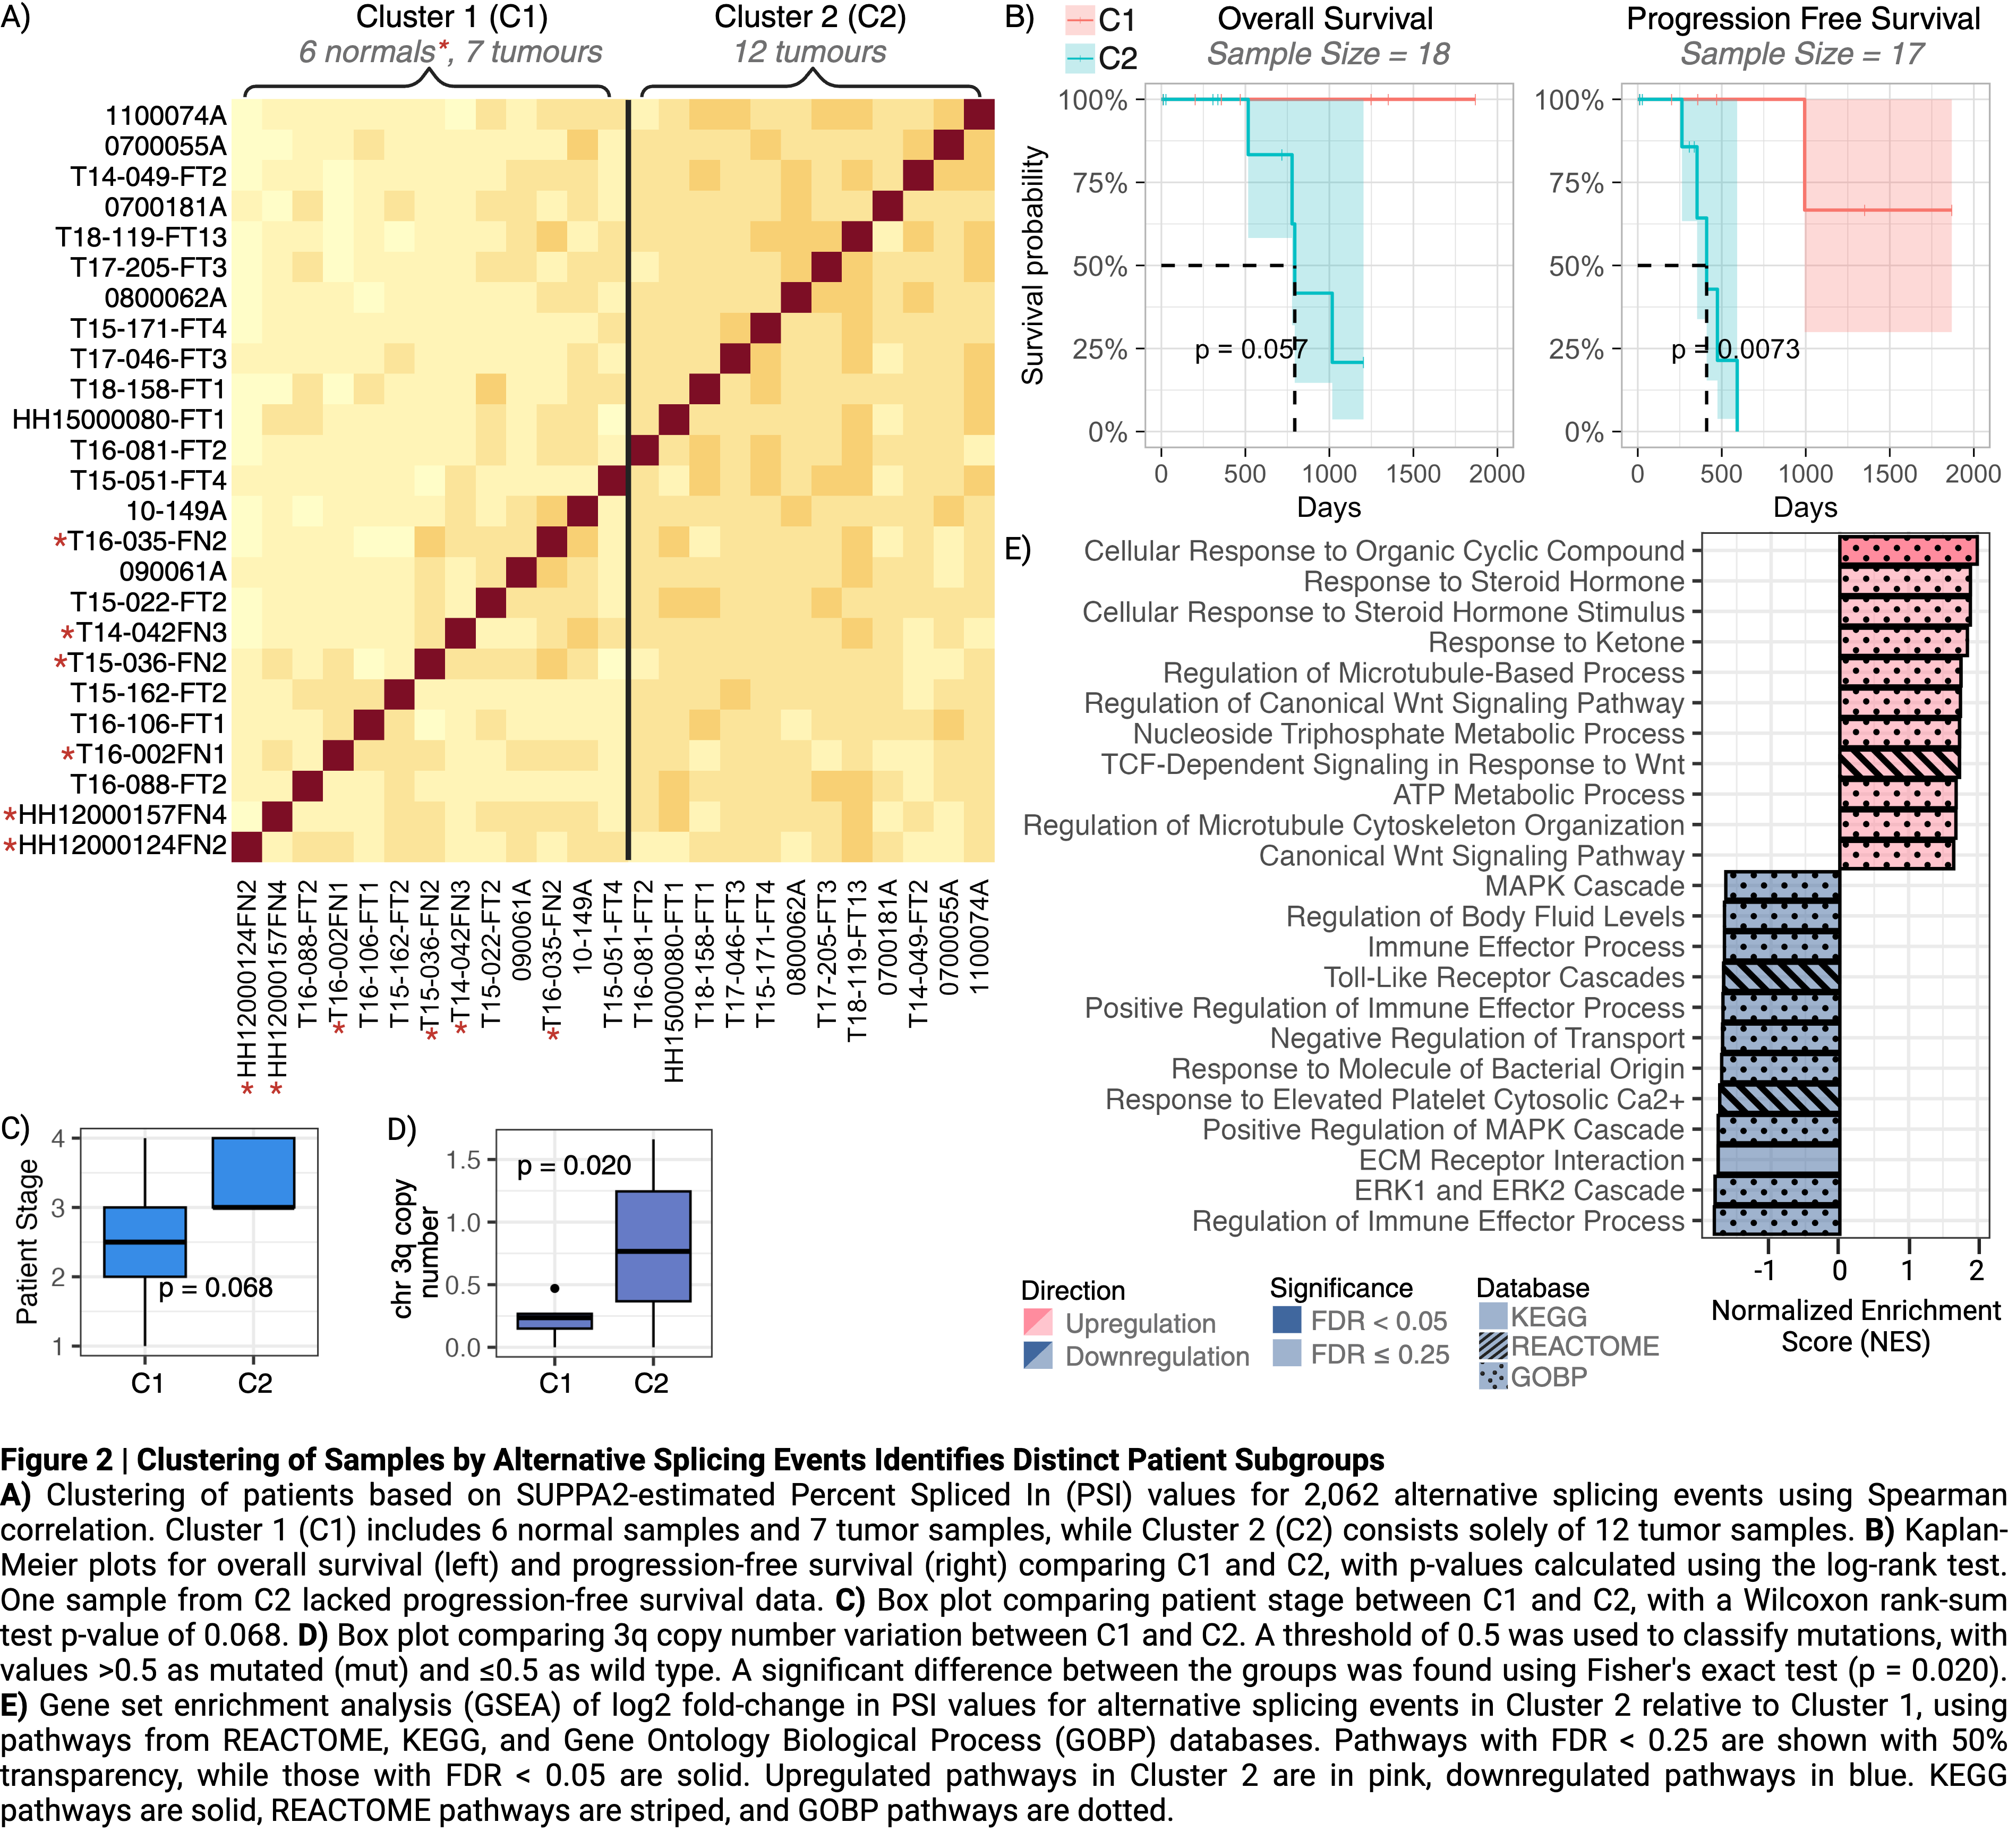 A)
Cluster 1 (C1)
6 normals*, 7 tumours
Cluster 2 (C2)
12 tumours
1100074A
0700055A
T14-049-FT2
0700181A
T18-119-FT13
T17-205-FT3
0800062A
T15-171-FT4
T17-046-FT3
T18-158-FT1
HH15000080-FT1
T16-081-FT2
T15-051-FT4
10-149A
*T16-035-FN2
090061A
T15-022-FT2
*T14-042FN3
*T15-036-FN2
T15-162-FT2
T16-106-FT1
*T16-002FN1
T16-088-FT2
*HH12000157FN4
*HH12000124FN2
*HH12000124FN2
*HH12000157FN4
T16-088-FT2
*T16-002FN1
T16-106-FT1
T15-162-FT2
*T15-036-FN2
*T14-042FN3
T15-022-FT2
090061A
*T16-035-FN2
10-149A
T15-051-FT4
T16-081-FT2
HH15000080-FT1
T18-158-FT1
T17-046-FT3
T15-171-FT4
0800062A
T17-205-FT3
T18-119-FT13
0700181A
T14-049-FT2
0700055A
1100074A
B)
C1
C2
Overall Survival
Sample Size = 18
Survival probability
100%
75%
50%
25%
0%
p = 0.057
0 500 1000 1500 2000
Days
Progression Free Survival
Sample Size = 17
100%
75%
50%
25%
0%
p = 0.0073
0 500 1000 1500 2000
Days
C)
Patient Stage
4
3
2
1
p = 0.068
C1 C2
D)
chr 3q copy
number
1.5
1.0
0.5
0.0
p = 0.020
C1 C2
E)
Cellular Response to Organic Cyclic Compound
Response to Steroid Hormone
Cellular Response to Steroid Hormone Stimulus
Response to Ketone
Regulation of Microtubule-Based Process
Regulation of Canonical Wnt Signaling Pathway
Nucleoside Triphosphate Metabolic Process
TCF-Dependent Signaling in Response to Wnt
ATP Metabolic Process
Regulation of Microtubule Cytoskeleton Organization
Canonical Wnt Signaling Pathway
MAPK Cascade
Regulation of Body Fluid Levels
Immune Effector Process
Toll-Like Receptor Cascades
Positive Regulation of Immune Effector Process
Negative Regulation of Transport
Response to Molecule of Bacterial Origin
Response to Elevated Platelet Cytosolic Ca2+
Positive Regulation of MAPK Cascade
ECM Receptor Interaction
ERK1 and ERK2 Cascade
Regulation of Immune Effector Process
-1 0 1 2
Normalized Enrichment
Score (NES)
Direction
Upregulation
Downregulation
Significance
FDR < 0.05
FDR ≤ 0.25
Database
KEGG
REACTOME
GOBP
Figure 2 | Clustering of Samples by Alternative Splicing Events Identifies Distinct Patient Subgroups
A) Clustering of patients based on SUPPA2-estimated Percent Spliced In (PSI) values for 2,062 alternative splicing events using Spearman
correlation. Cluster 1 (C1) includes 6 normal samples and 7 tumor samples, while Cluster 2 (C2) consists solely of 12 tumor samples. B) Kaplan-
Meier plots for overall survival (left) and progression-free survival (right) comparing C1 and C2, with p-values calculated using the log-rank test.
One sample from C2 lacked progression-free survival data. C) Box plot comparing patient stage between C1 and C2, with a Wilcoxon rank-sum
test p-value of 0.068. D) Box plot comparing 3q copy number variation between C1 and C2. A threshold of 0.5 was used to classify mutations, with
values >0.5 as mutated (mut) and ≤0.5 as wild type. A significant difference between the groups was found using Fisher's exact test (p = 0.020).
E) Gene set enrichment analysis (GSEA) of log2 fold-change in PSI values for alternative splicing events in Cluster 2 relative to Cluster 1, using
pathways from REACTOME, KEGG, and Gene Ontology Biological Process (GOBP) databases. Pathways with FDR < 0.25 are shown with 50%
transparency, while those with FDR < 0.05 are solid. Upregulated pathways in Cluster 2 are in pink, downregulated pathways in blue. KEGG
pathways are solid, REACTOME pathways are striped, and GOBP pathways are dotted.